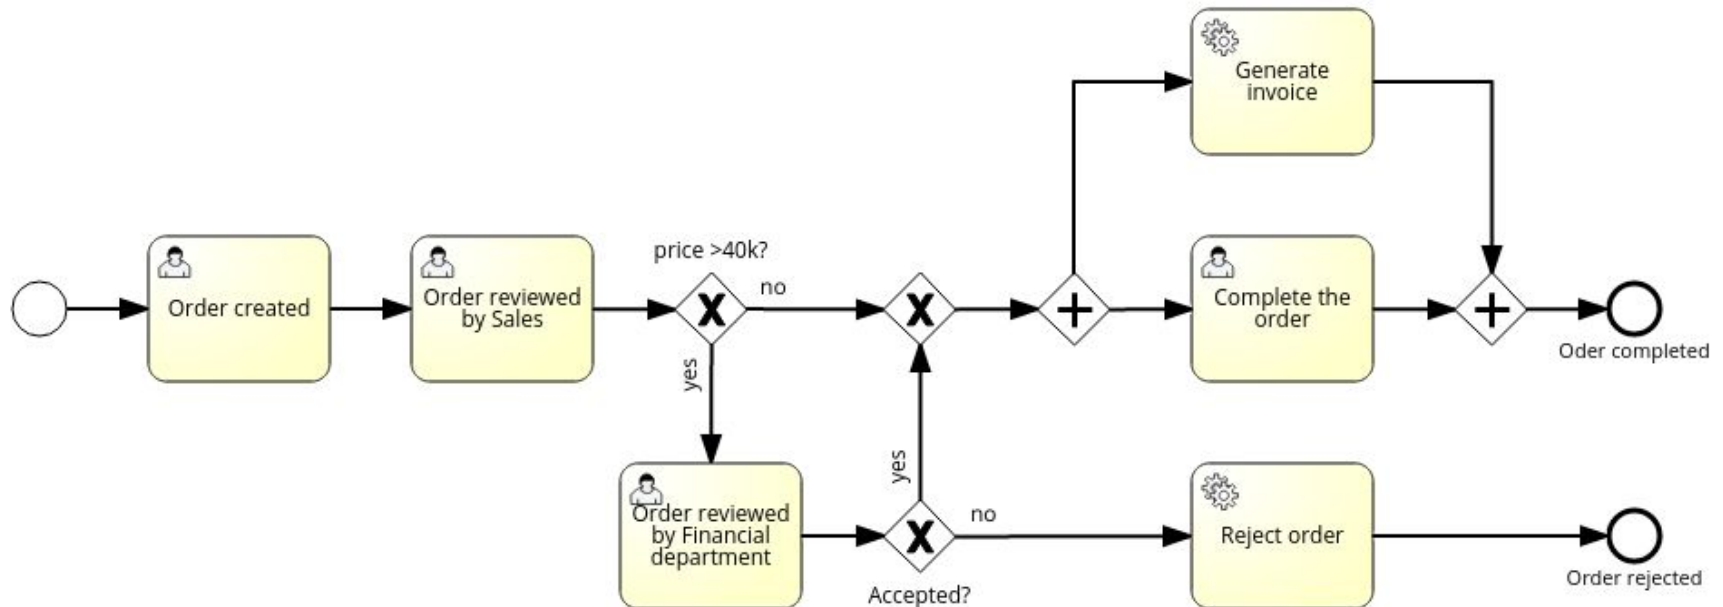 Generate
invoice
price >40k?
Order created
Order reviewed
by Sales
no
Complete the
order
Oder completed
yes
Order reviewed
by Financial
department
yes
no
Accepted?
Reject order
Order rejected